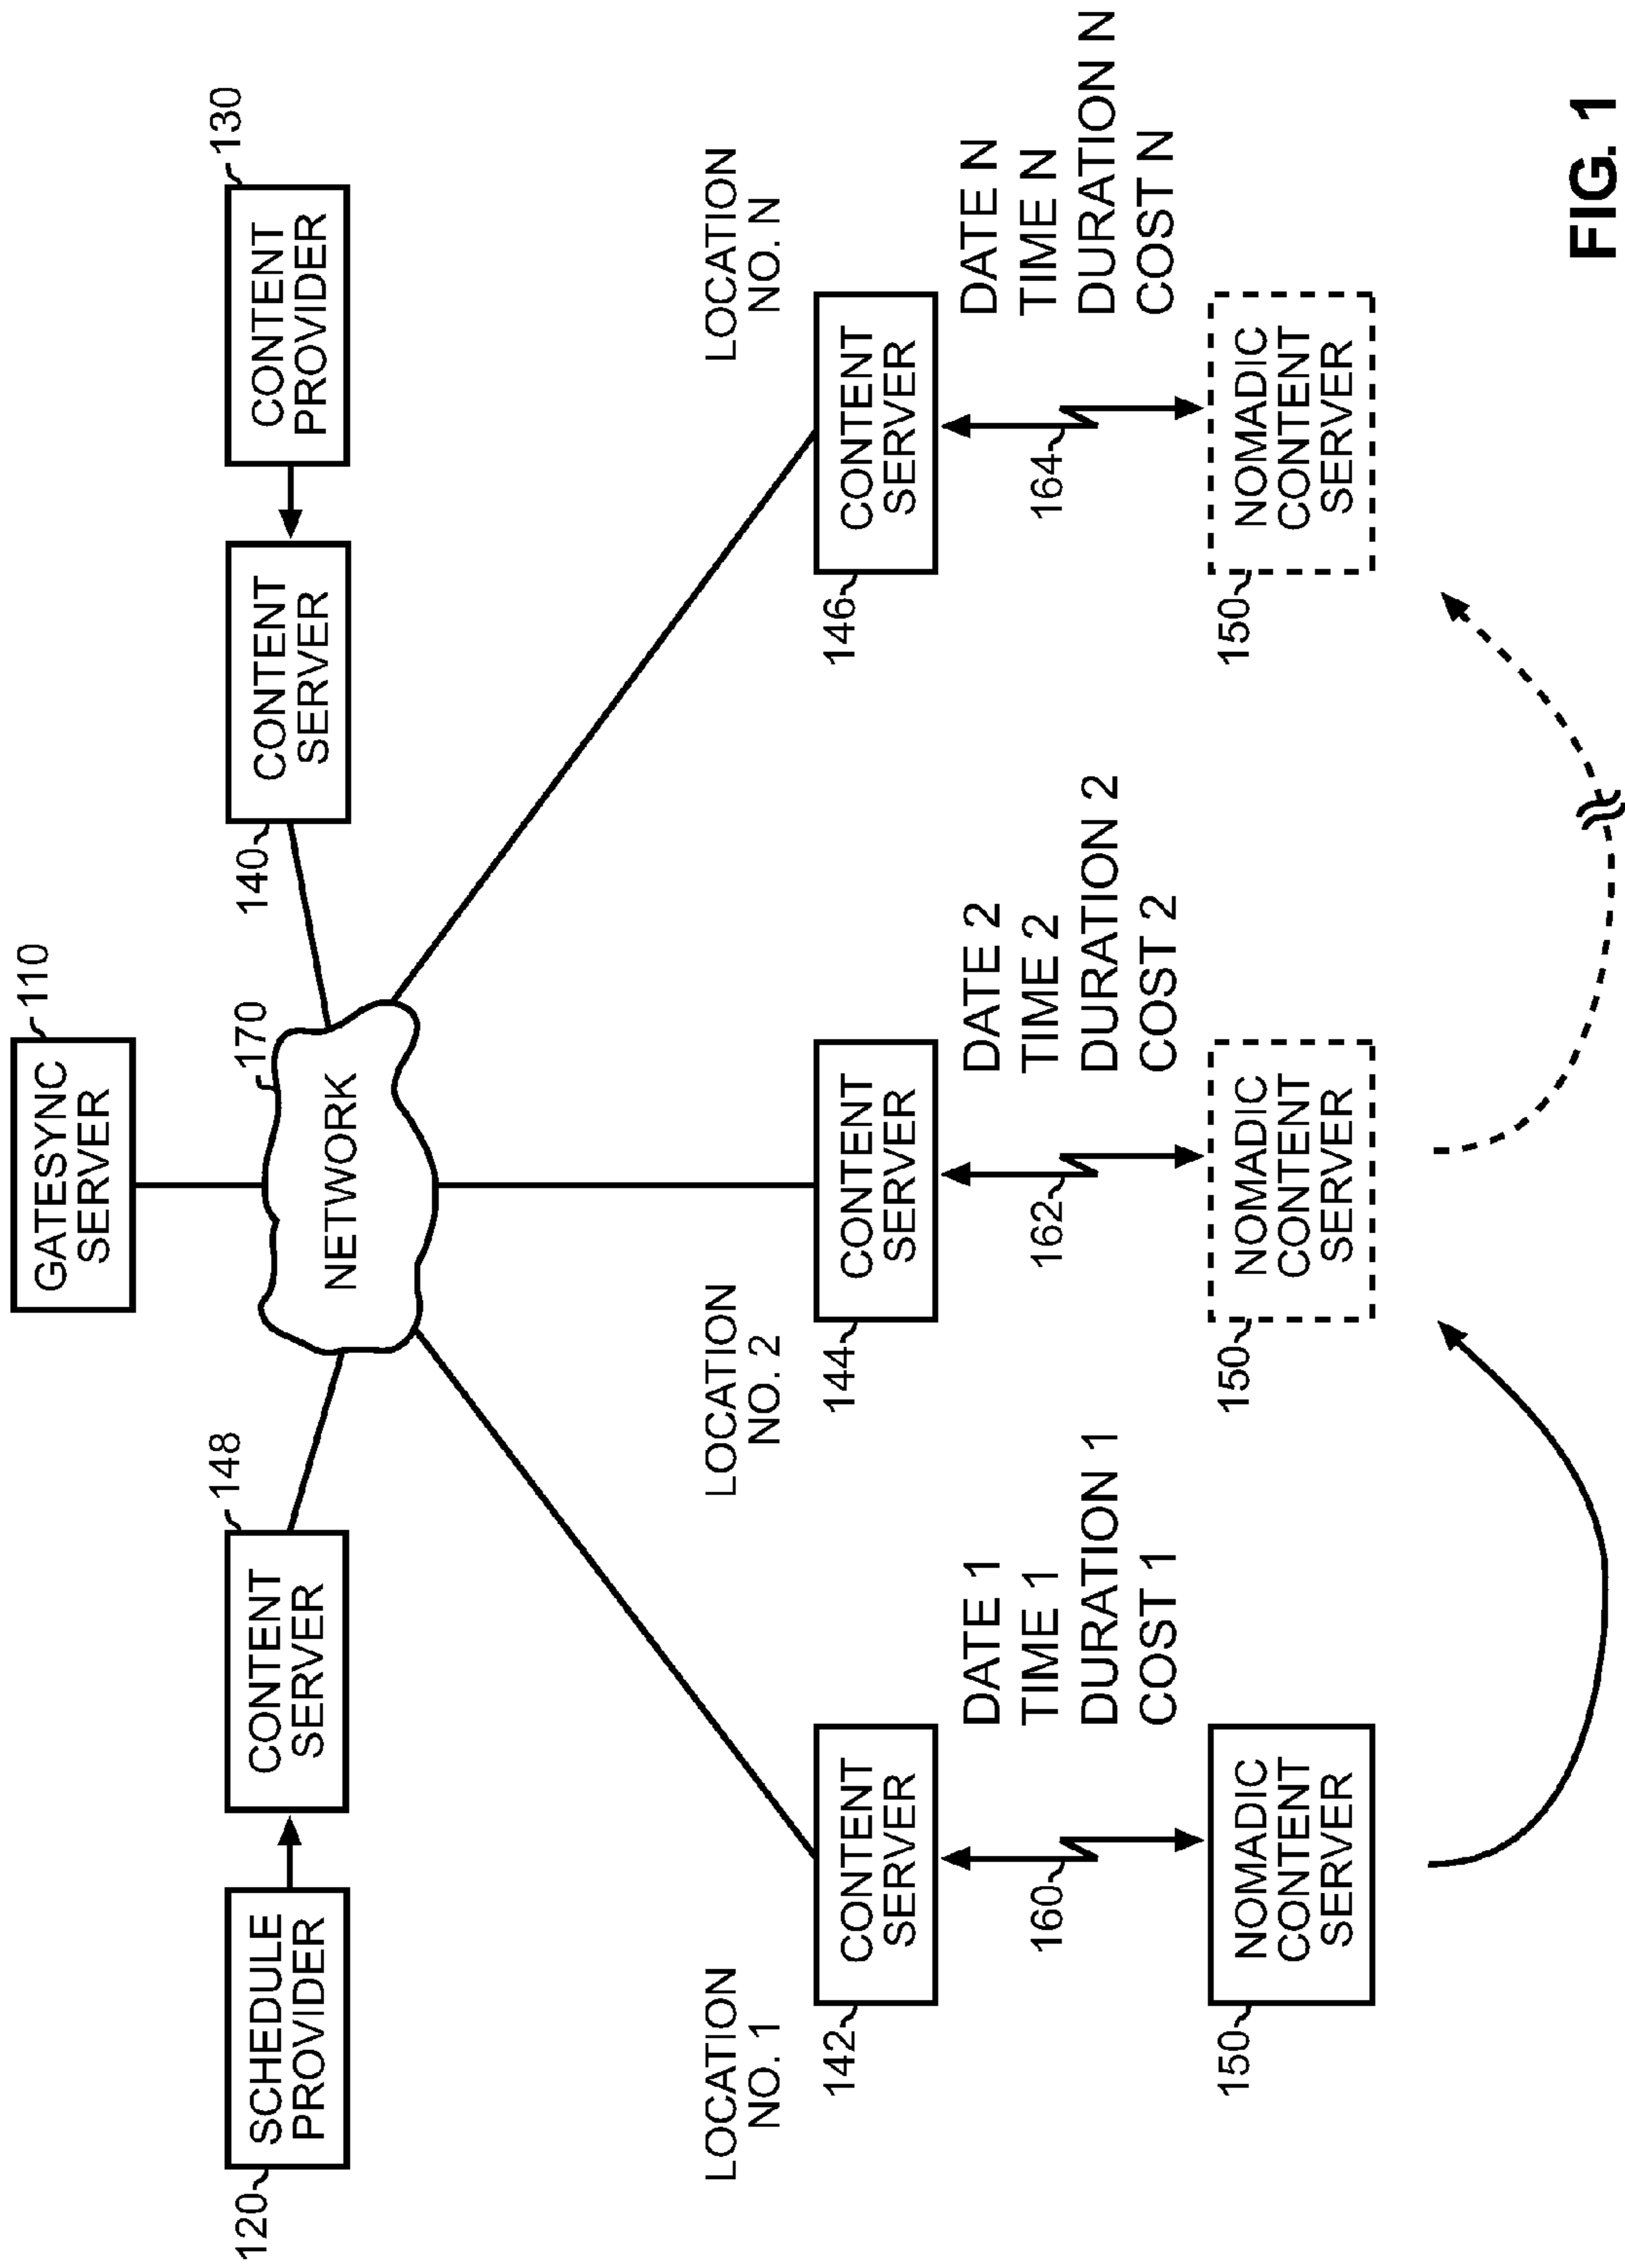 GATESYNC
SERVER
110
170
NETWORK
120
SCHEDULE
PROVIDER
148
CONTENT
SERVER
140
CONTENT
SERVER
130
CONTENT
PROVIDER
LOCATION
NO. 1
142
CONTENT
SERVER
160
DATE 1
TIME 1
DURATION 1
COST 1
150
NOMADIC
CONTENT
SERVER
LOCATION
NO. 2
144
CONTENT
SERVER
162
DATE 2
TIME 2
DURATION 2
COST 2
150
NOMADIC
CONTENT
SERVER
LOCATION
NO. N
146
CONTENT
SERVER
164
DATE N
TIME N
DURATION N
COST N
150
NOMADIC
CONTENT
SERVER
FIG. 1